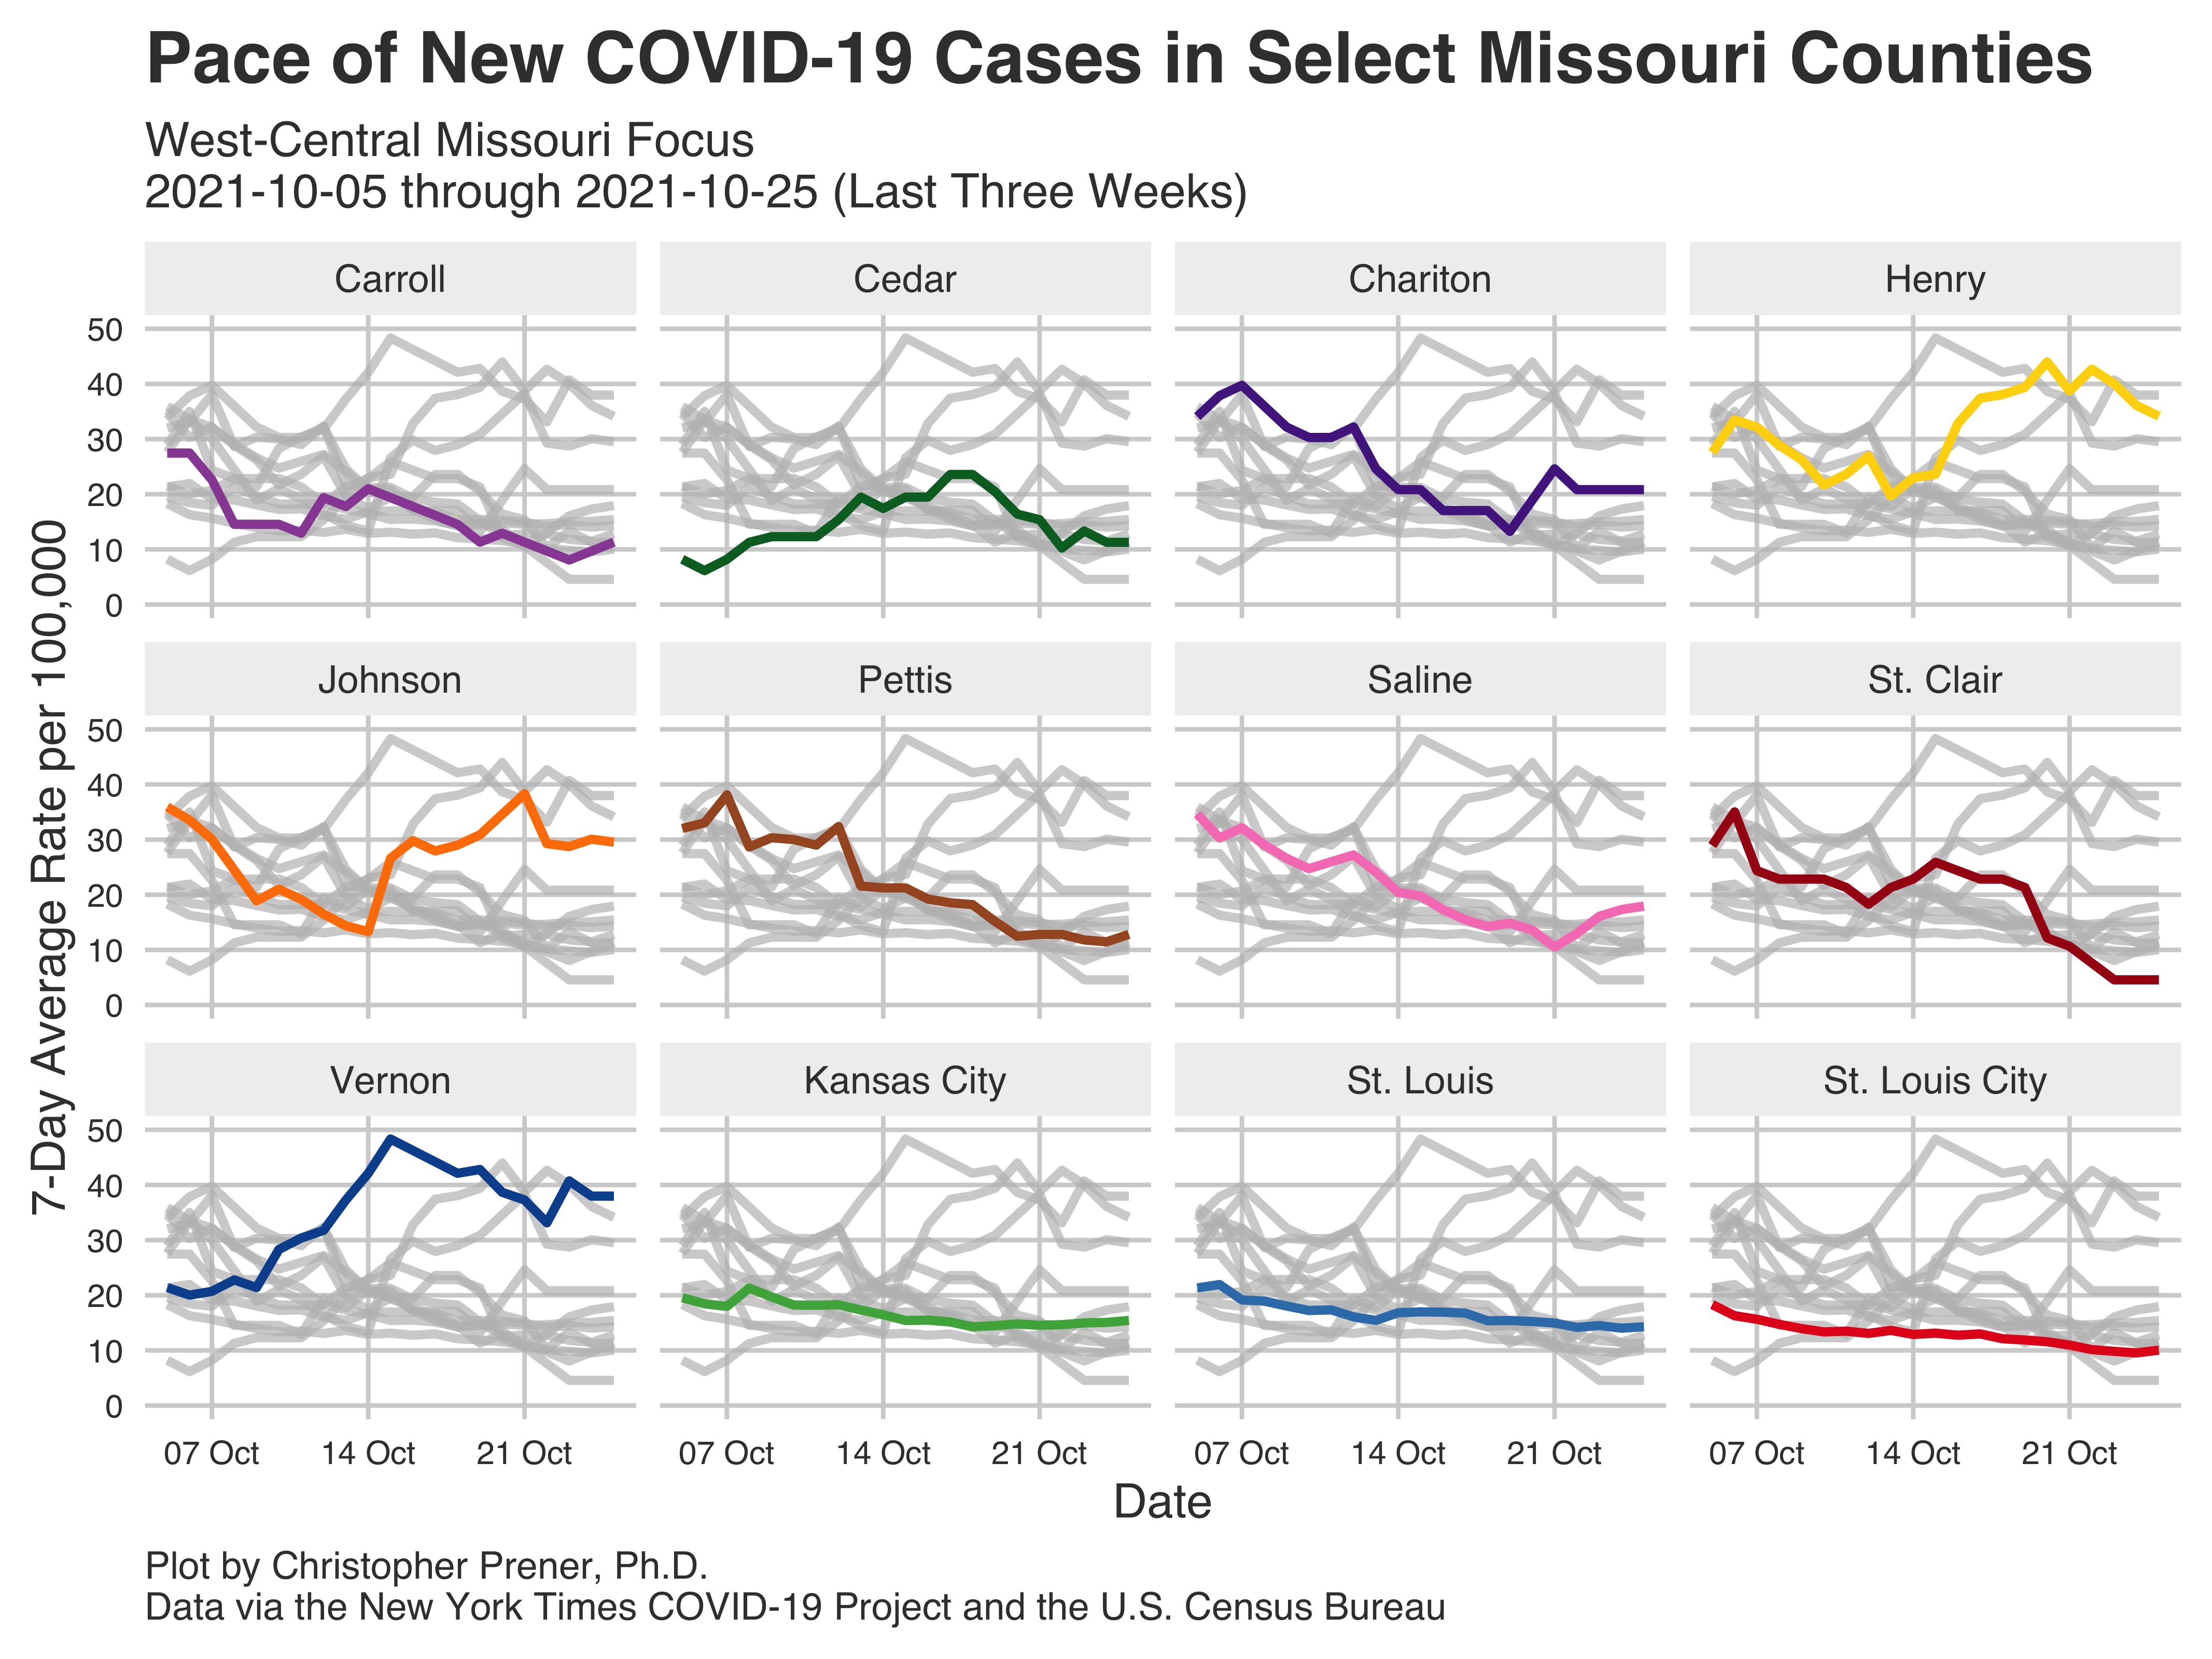 Pace of New COVID-19 Cases in Select Missouri Counties
West-Central Missouri Focus
2021-10-05 through 2021-10-25 (Last Three Weeks)
7-Day Average Rate per 100,000
Carroll
Cedar
Chariton
Henry
50
40
30
20
10
0
Johnson
Pettis
Saline
St. Clair
50
40
30
20
10
0
Vernon
Kansas City
St. Louis
St. Louis City
50
40
30
20
10
0
07 Oct 14 Oct 21 Oct
07 Oct 14 Oct 21 Oct
07 Oct 14 Oct 21 Oct
07 Oct 14 Oct 21 Oct
Date
Plot by Christopher Prener, Ph.D.
Data via the New York Times COVID-19 Project and the U.S. Census Bureau